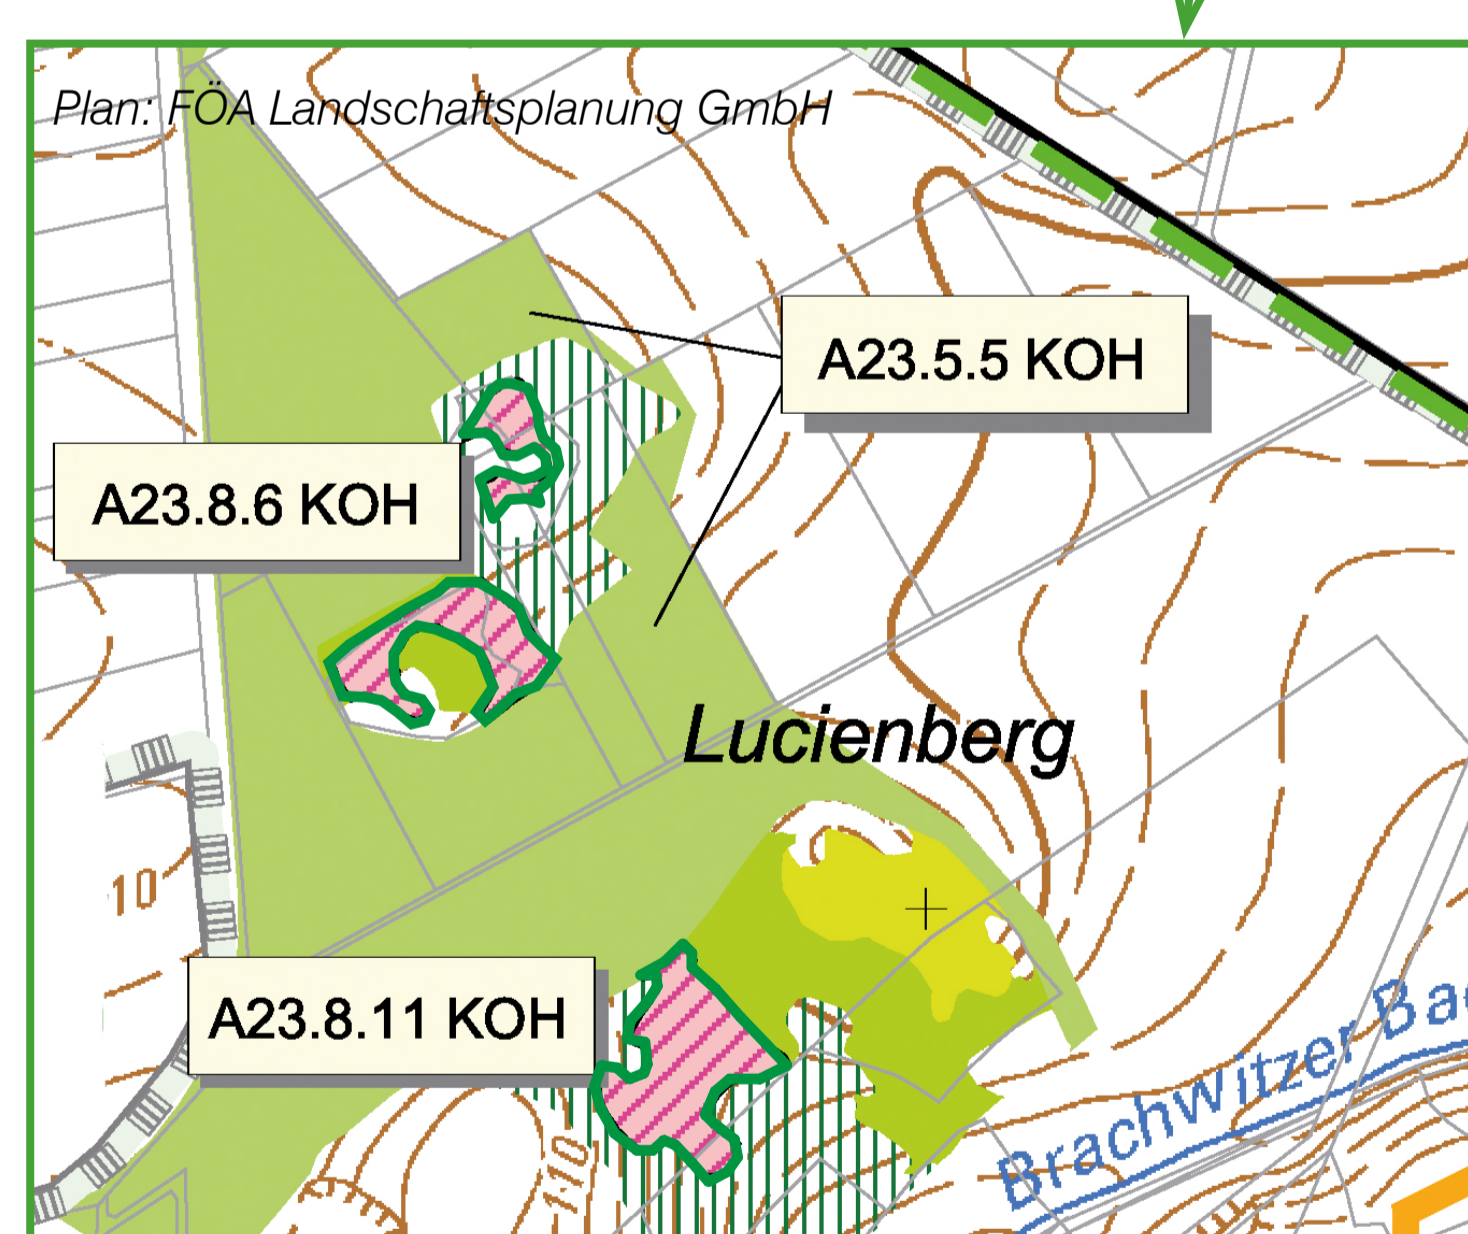 Plan: FÖA Landschaftsplanung GmbH
A23.5.5 KOH
A23.8.6 KOH
Lucienberg
10
A23.8.11 KOH
Brachwitzer Ba
110